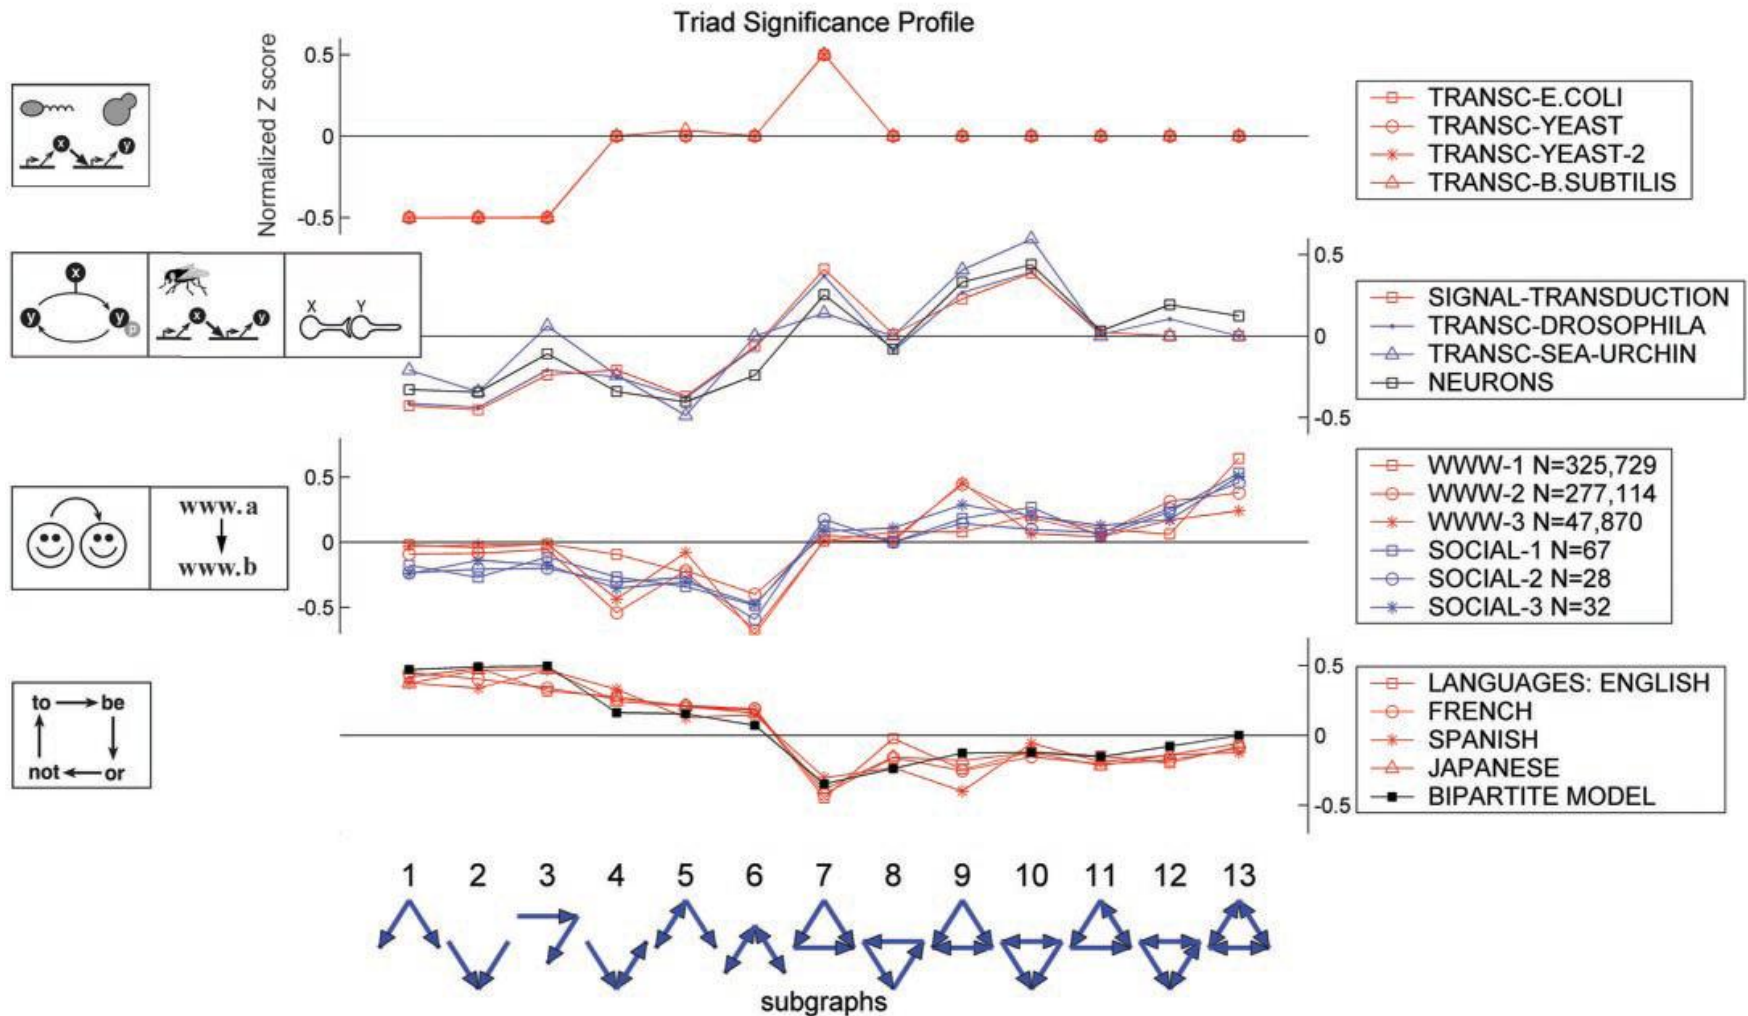 Triad Significance Profile
Normalized Z score
0.5
0
-0.5
x
y
TRANSC-E.COLI
TRANSC-YEAST
TRANSC-YEAST-2
TRANSC-B.SUBTILIS
x
y
y
p
x
y
X Y
0.5
0
-0.5
SIGNAL-TRANSDUCTION
TRANSC-DROSOPHILA
TRANSC-SEA-URCHIN
NEURONS
www.a
www.b
0.5
0
-0.5
WWW-1 N=325,729
WWW-2 N=277,114
WWW-3 N=47,870
SOCIAL-1 N=67
SOCIAL-2 N=28
SOCIAL-3 N=32
to be
not or
0.5
0
-0.5
LANGUAGES: ENGLISH
FRENCH
SPANISH
JAPANESE
BIPARTITE MODEL
1 2 3 4 5 6 7 8 9 10 11 12 13
subgraphs